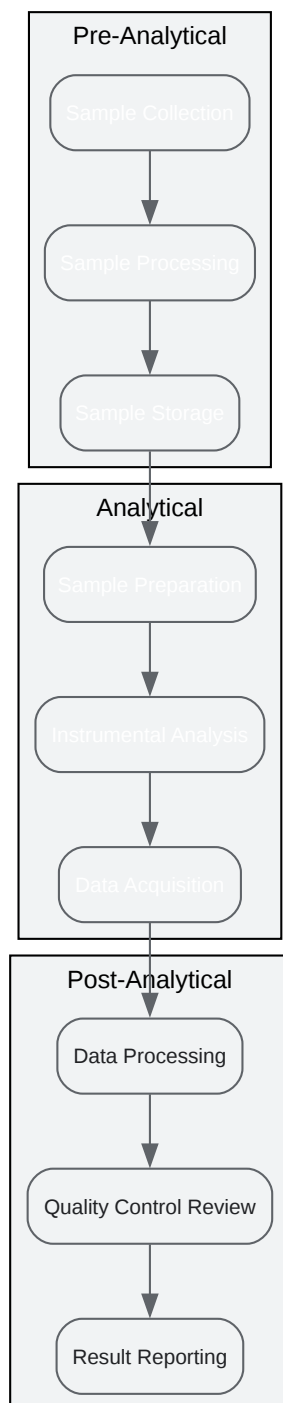 Pre-Analytical
Sample Collection
Sample Processing
Sample Storage
Analytical
Sample Preparation
Instrumental Analysis
Data Acquisition
Post-Analytical
Data Processing
Quality Control Review
Result Reporting